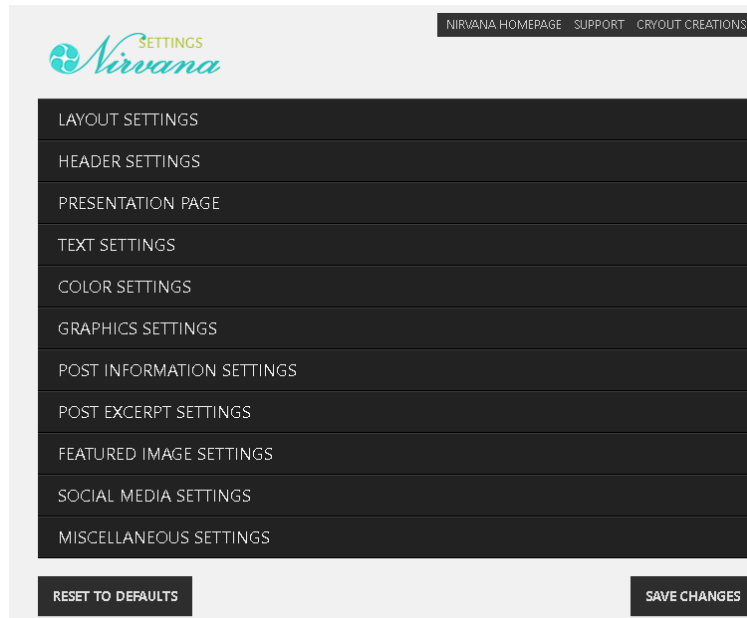 NIRVANA HOMEPAGE SUPPORT CRYOUT CREATIONS
SETTINGS
Nirvana
LAYOUT SETTINGS
HEADER SETTINGS
PRESENTATION PAGE
TEXT SETTINGS
COLOR SETTINGS
GRAPHICS SETTINGS
POST INFORMATION SETTINGS
POST EXCERPT SETTINGS
FEATURED IMAGE SETTINGS
SOCIAL MEDIA SETTINGS
MISCELLANEOUS SETTINGS
RESET TO DEFAULTS SAVE CHANGES